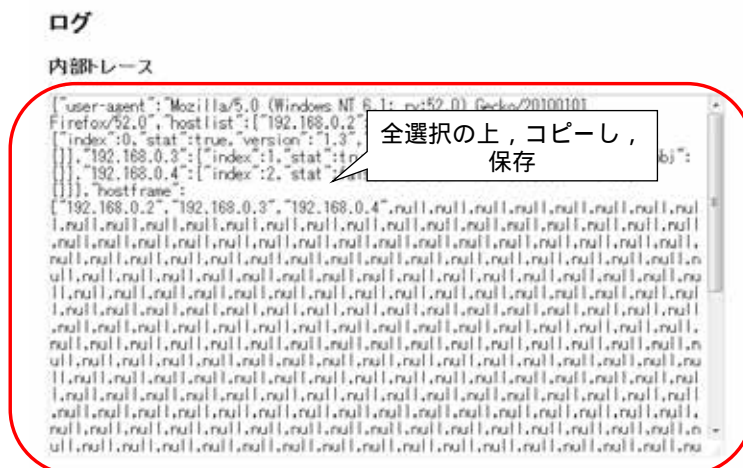 ログ
内部トレース
{"user-agent":"Mozilla/5.0 (Windows NT 6.1; rv:52.0) Gecko/20100101
Firefox/52.0","hostlist":["192.168.0.2"
全選択の上，コピーし，
保存
{"index":0,"stat":true,"version":"1.3",
[]],"192.168.0.3":{"index":1,"stat":
[]],"192.168.0.4":{"index":2,"stat":
[]]},"hostframe":
["192.168.0.2","192.168.0.3","192.168.0.4",null,null,null,null,null,null,null,nul
l,null,null,null,null,null,null,null,null,null,null,null,null,null,null,null,null
,null,null,null,null,null,null,null,null,null,null,null,null,null,null,null,null,
null,null,null,null,null,null,null,null,null,null,null,null,null,null,null,null,n
ull,null,null,null,null,null,null,null,null,null,null,null,null,null,null,null,nu
ll,null,null,null,null,null,null,null,null,null,null,null,null,null,null,null,nul
l,null,null,null,null,null,null,null,null,null,null,null,null,null,null,null,null
,null,null,null,null,null,null,null,null,null,null,null,null,null,null,null,null,
null,null,null,null,null,null,null,null,null,null,null,null,null,null,null,null,n
ull,null,null,null,null,null,null,null,null,null,null,null,null,null,null,null,nu
ll,null,null,null,null,null,null,null,null,null,null,null,null,null,null,null,nul
l,null,null,null,null,null,null,null,null,null,null,null,null,null,null,null,null
,null,null,null,null,null,null,null,null,null,null,null,null,null,null,null,null,
null,null,null,null,null,null,null,null,null,null,null,null,null,null,null,null,n
ull,null,null,null,null,null,null,null,null,null,null,null,null,null,null,null,nu